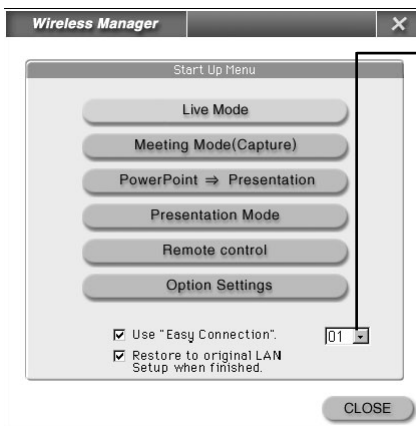 Wireless Manager
Start Up Menu
Live Mode
Meeting Mode(Capture)
PowerPoint ⇒ Presentation
Presentation Mode
Remote control
Option Settings
Use "Easy Connection". 01
Restore to original LAN
Setup when finished.
CLOSE